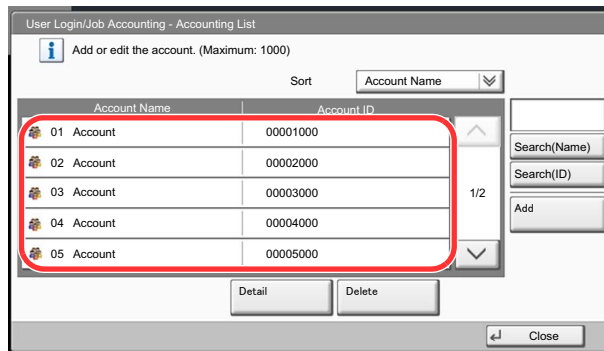 User Login/Job Accounting - Accounting List
i Add or edit the account. (Maximum: 1000)
Sort Account Name
Account Name Account ID
01 Account 00001000
02 Account 00002000
03 Account 00003000
04 Account 00004000
05 Account 00005000
1/2
Search(Name)
Search(ID)
Add
Detail Delete
Close